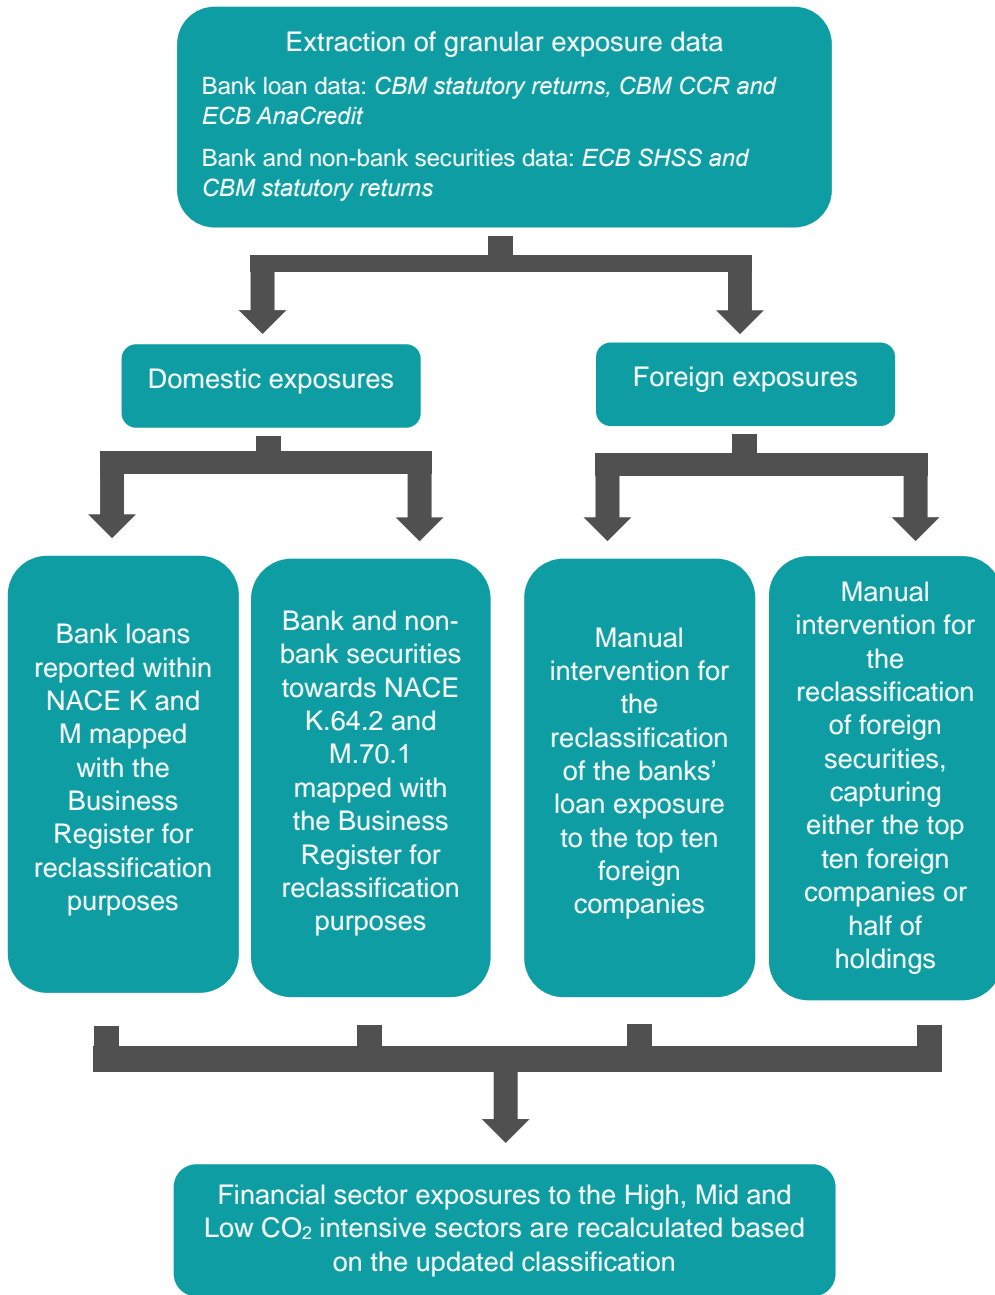 Extraction of granular exposure data
Bank loan data: CBM statutory returns, CBM CCR and
ECB AnaCredit
Bank and non-bank securities data: ECB SHSS and
CBM statutory returns
Domestic exposures
Foreign exposures
Bank loans
reported within
NACE K and
M mapped
with the
Business
Register for
reclassification
purposes
Bank and non-
bank securities
towards NACE
K.64.2 and
M.70.1
mapped with
the Business
Register for
reclassification
purposes
Manual
intervention for
the
reclassification
of the banks’
loan exposure
to the top ten
foreign
companies
Manual
intervention for
the
reclassification
of foreign
securities,
capturing
either the top
ten foreign
companies or
half of
holdings
Financial sector exposures to the High, Mid and
Low CO2 intensive sectors are recalculated based
on the updated classification